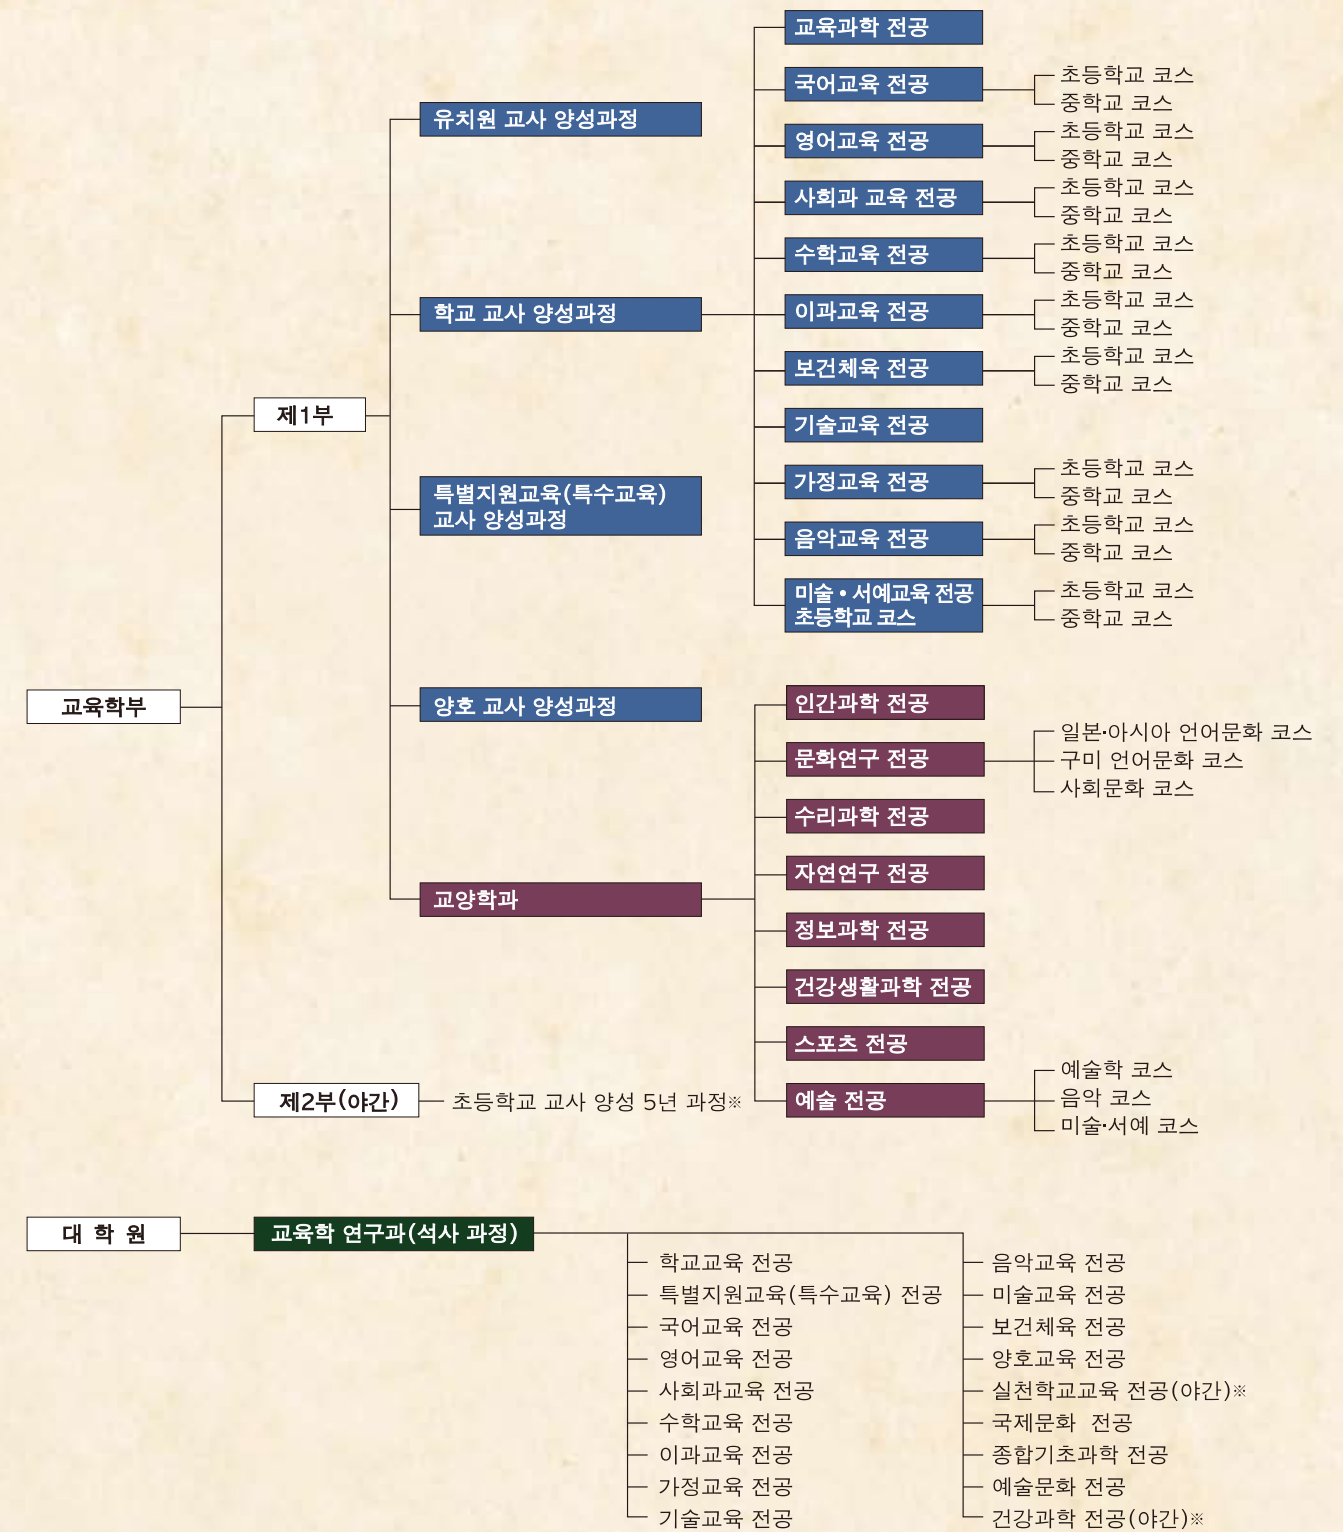 교육학부
제1부
유치원 교사 양성과정
학교 교사 양성과정
교육과학 전공
국어교육 전공
초등학교 코스
중학교 코스
영어교육 전공
초등학교 코스
중학교 코스
사회과 교육 전공
초등학교 코스
중학교 코스
수학교육 전공
초등학교 코스
중학교 코스
이과교육 전공
초등학교 코스
중학교 코스
보건체육 전공
초등학교 코스
중학교 코스
기술교육 전공
가정교육 전공
초등학교 코스
중학교 코스
음악교육 전공
초등학교 코스
중학교 코스
미술・서예교육 전공
초등학교 코스
초등학교 코스
중학교 코스
특별지원교육(특수교육)
교사 양성과정
양호 교사 양성과정
교양학과
인간과학 전공
문화연구 전공
일본·아시아 언어문화 코스
구미 언어문화 코스
사회문화 코스
수리과학 전공
자연연구 전공
정보과학 전공
건강생활과학 전공
스포츠 전공
예술 전공
예술학 코스
음악 코스
미술·서예 코스
제2부(야간)
초등학교 교사 양성 5년 과정※
대 학 원
교육학 연구과(석사 과정)
학교교육 전공
특별지원교육(특수교육) 전공
국어교육 전공
영어교육 전공
사회과교육 전공
수학교육 전공
이과교육 전공
가정교육 전공
기술교육 전공
음악교육 전공
미술교육 전공
보건체육 전공
양호교육 전공
실천학교교육 전공(야간)※
국제문화 전공
종합기초과학 전공
예술문화 전공
건강과학 전공(야간)※